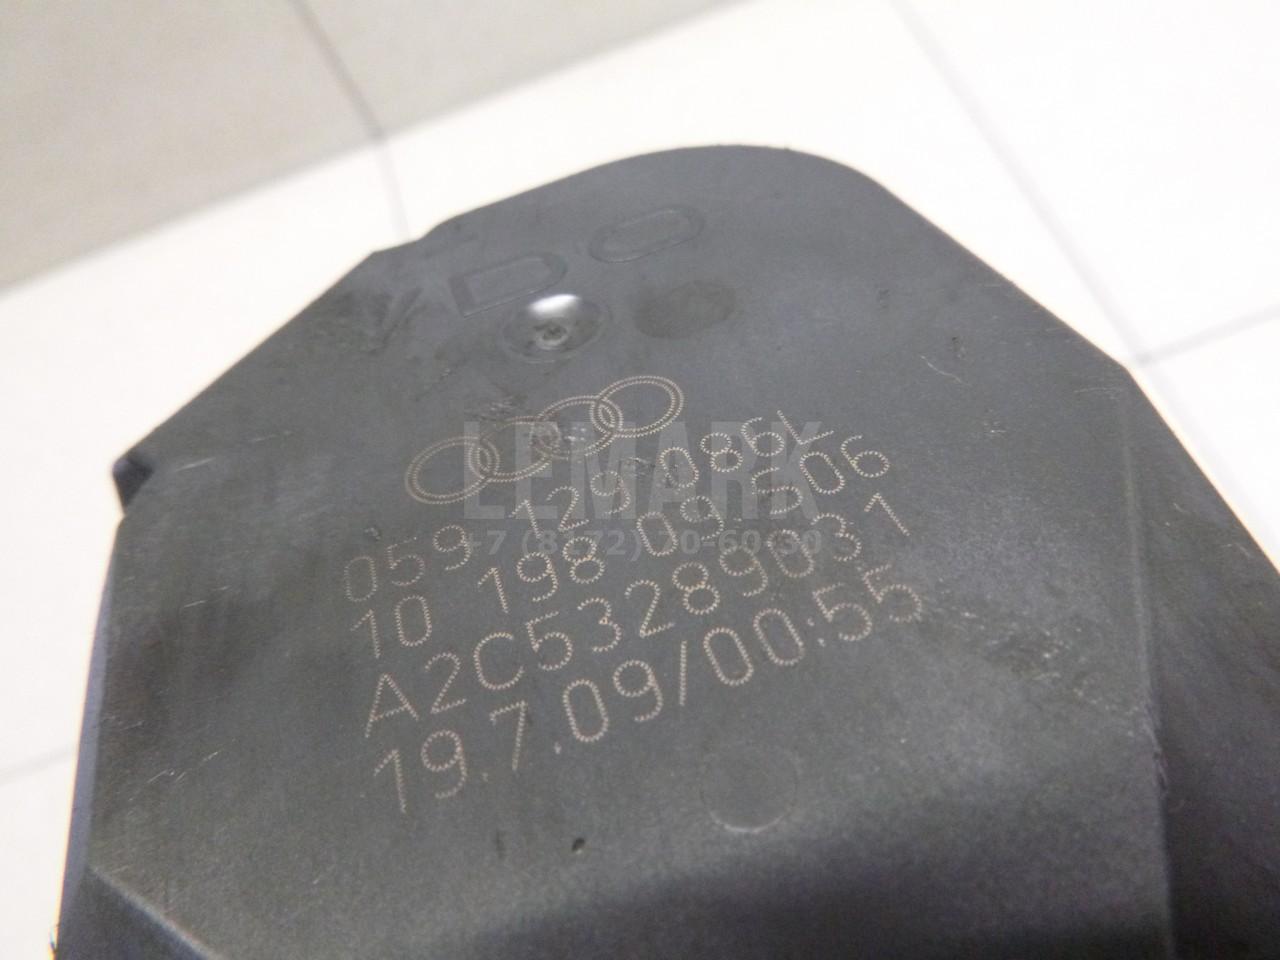 VDO
059 129 086L
10 198 09 506
A2C53289031
19.7.09/00:55
LEMARK
+7 (8172) 70-60-30